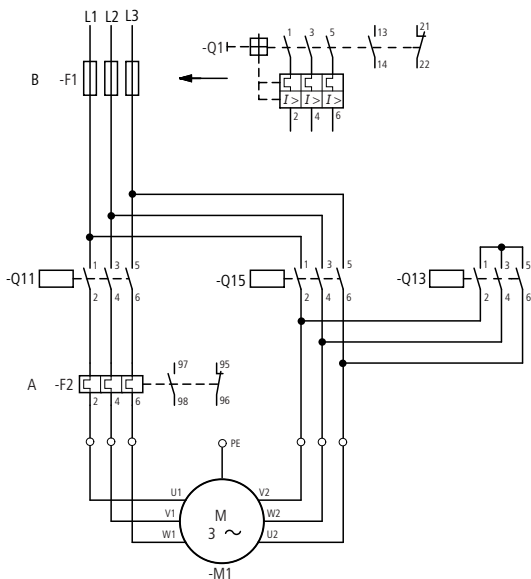 L1 L2 L3
-Q1 1 3 5 13 21
14 22
I> I> I>
2 4 6
B -F1
-Q11 1 3 5
2 4 6
-Q15 1 3 5
2 4 6
-Q13 1 3 5
2 4 6
A -F2 97 95
2 4 6 98 96
PE
U1 V2
V1 M W2
3 ~
W1 U2
-M1